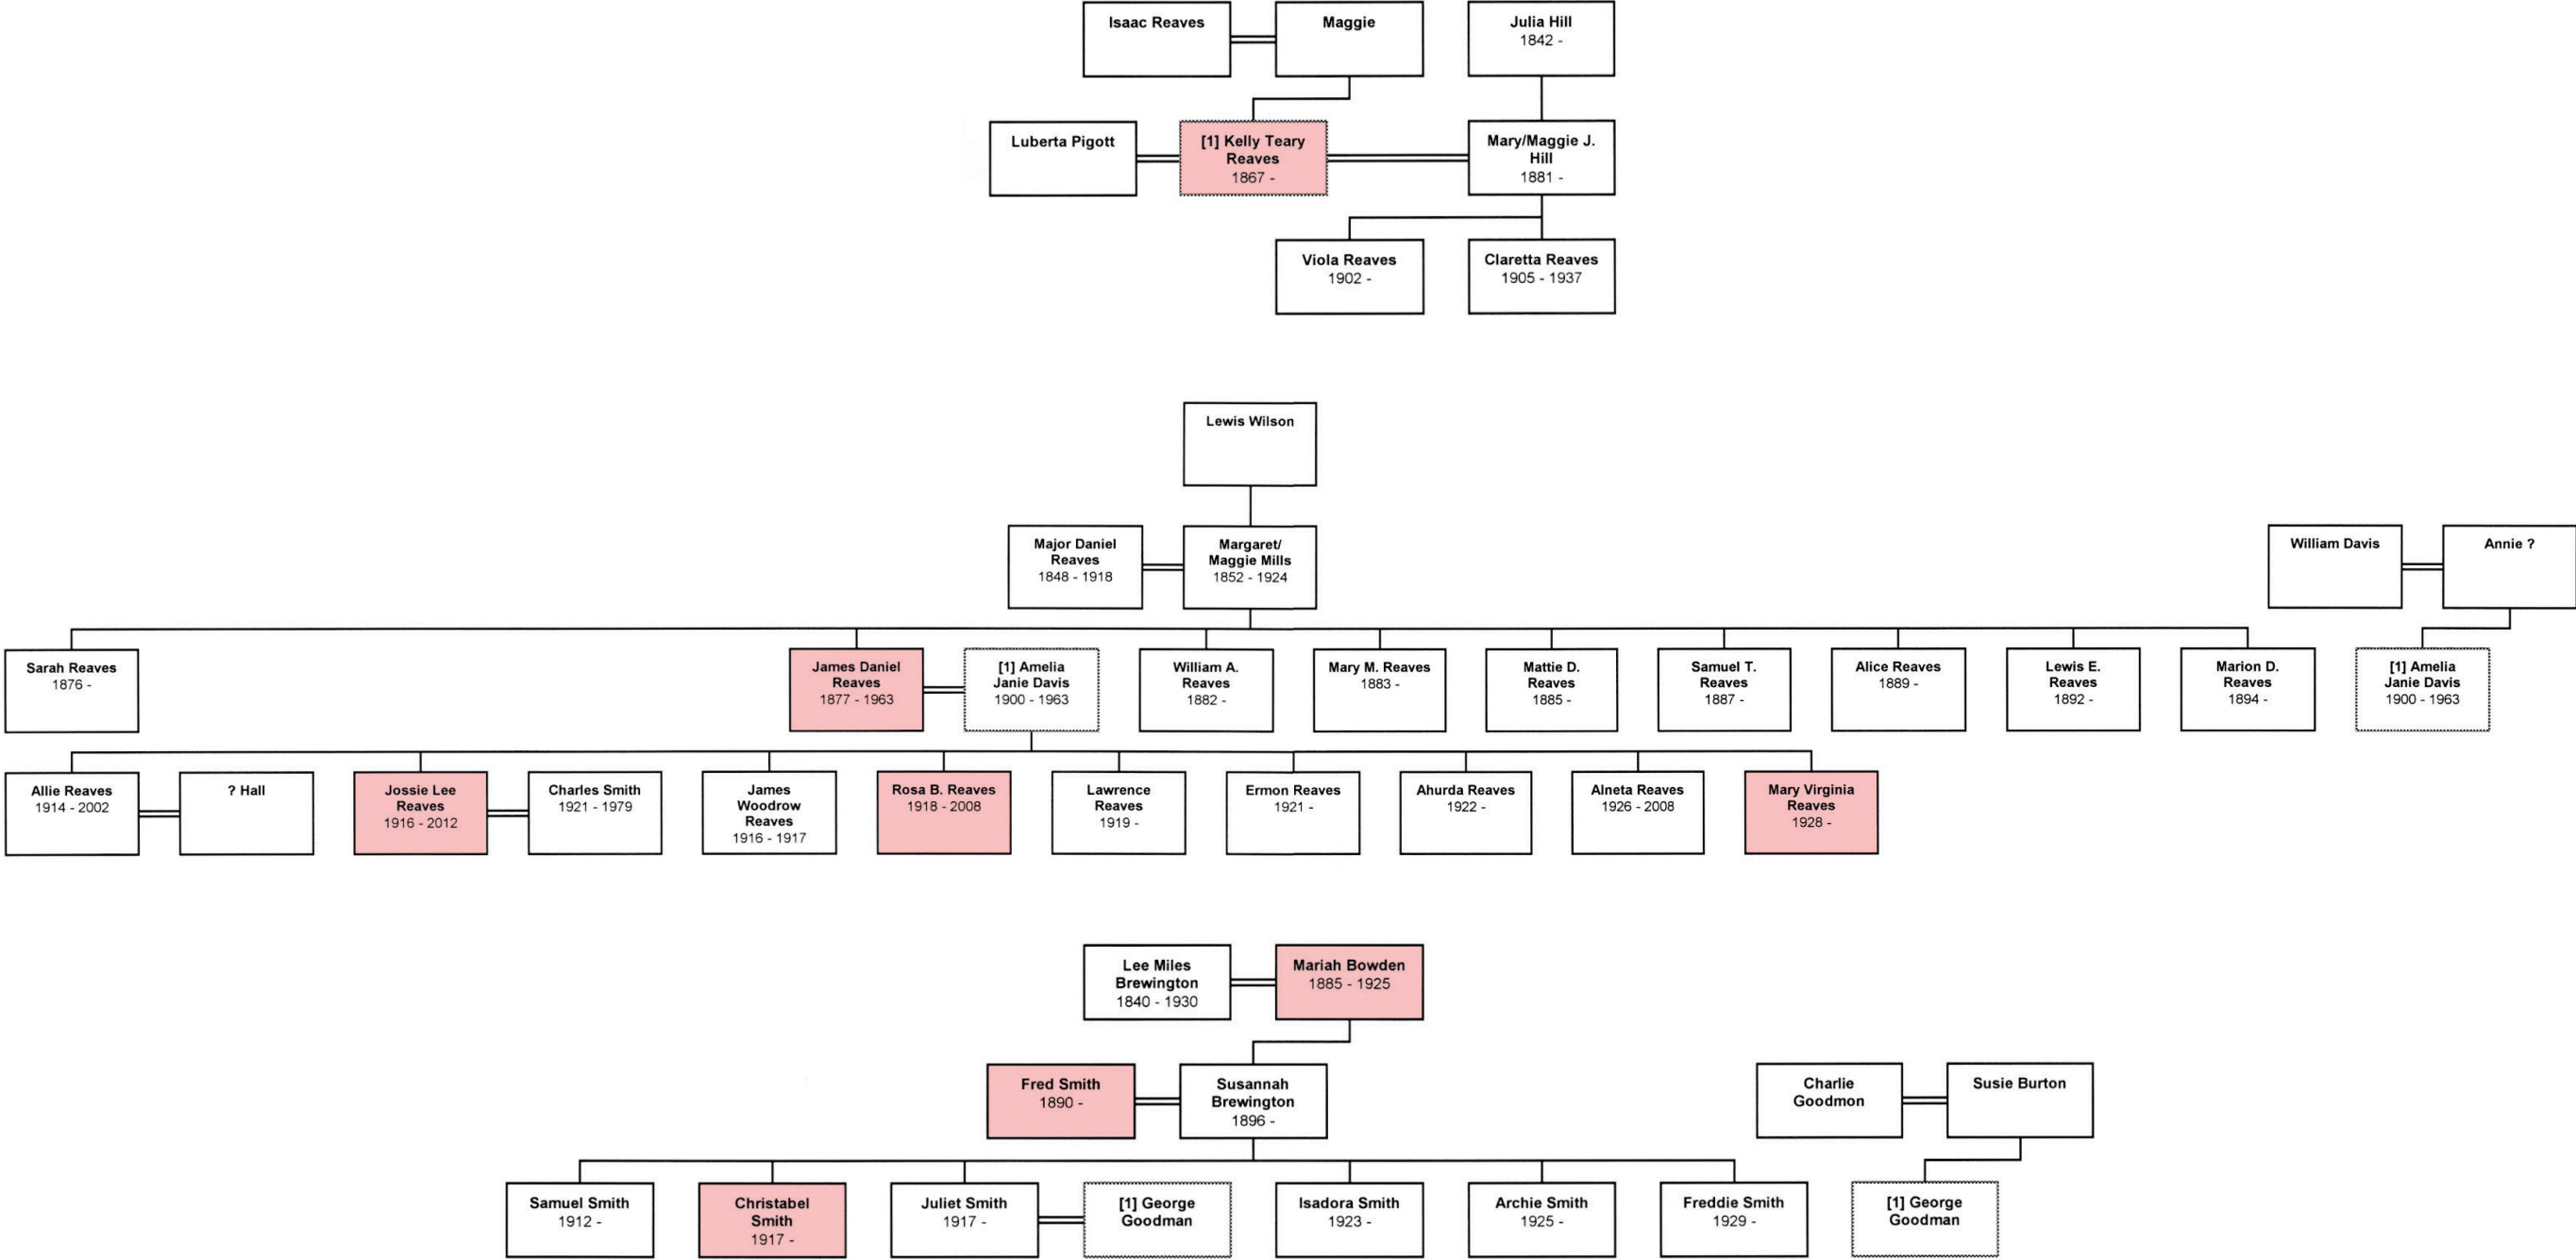 Isaac Reaves
Maggie
Julia Hill
1842 -
Luberta Pigott
[1] Kelly Teary
Reaves
1867 -
Mary/Maggie J.
Hill
1881 -
Viola Reaves
1902 -
Claretta Reaves
1905 - 1937
Lewis Wilson
Major Daniel
Reaves
1848 - 1918
Margaret/
Maggie Mills
1852 - 1924
William Davis
Annie ?
Sarah Reaves
1876 -
James Daniel
Reaves
1877 - 1963
[1] Amelia
Janie Davis
1900 - 1963
William A.
Reaves
1882 -
Mary M. Reaves
1883 -
Mattie D.
Reaves
1885 -
Samuel T.
Reaves
1887 -
Alice Reaves
1889 -
Lewis E.
Reaves
1892 -
Marion D.
Reaves
1894 -
[1] Amelia
Janie Davis
1900 - 1963
Allie Reaves
1914 - 2002
? Hall
Jossie Lee
Reaves
1916 - 2012
Charles Smith
1921 - 1979
James
Woodrow
Reaves
1916 - 1917
Rosa B. Reaves
1918 - 2008
Lawrence
Reaves
1919 -
Ermon Reaves
1921 -
Ahurda Reaves
1922 -
Alneta Reaves
1926 - 2008
Mary Virginia
Reaves
1928 -
Lee Miles
Brewington
1840 - 1930
Mariah Bowden
1885 - 1925
Fred Smith
1890 -
Susannah
Brewington
1896 -
Charlie
Goodmon
Susie Burton
Samuel Smith
1912 -
Christabel
Smith
1917 -
Juliet Smith
1917 -
[1] George
Goodman
Isadora Smith
1923 -
Archie Smith
1925 -
Freddie Smith
1929 -
[1] George
Goodman